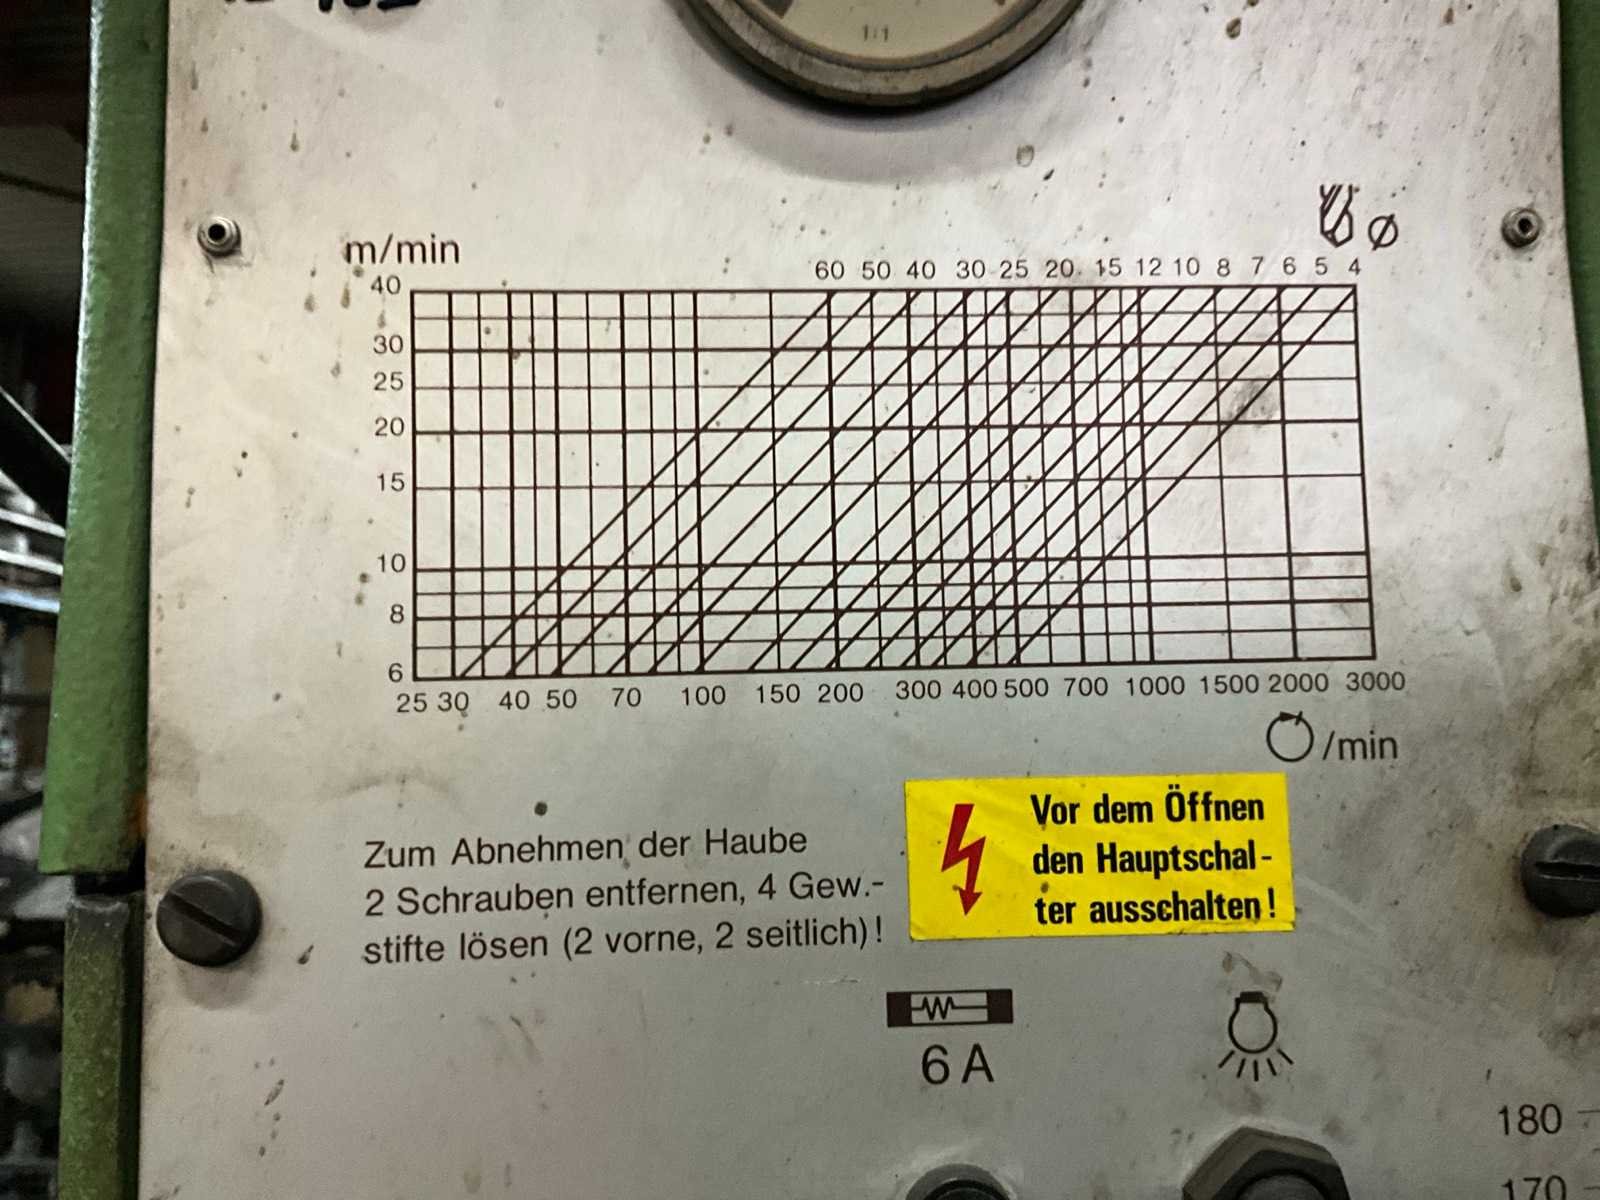 1:1
m/min
60 50 40 30 25 20 15 12 10 8 7 6 5 4
Ø
40
30
25
20
15
10
8
6
25 30 40 50 70 100 150 200 300 400 500 700 1000 1500 2000 3000
/min
Zum Abnehmen der Haube
2 Schrauben entfernen, 4 Gew.-
stifte lösen (2 vorne, 2 seitlich)!
Vor dem Öffnen
den Hauptschal-
ter ausschalten!
6 A
180
170